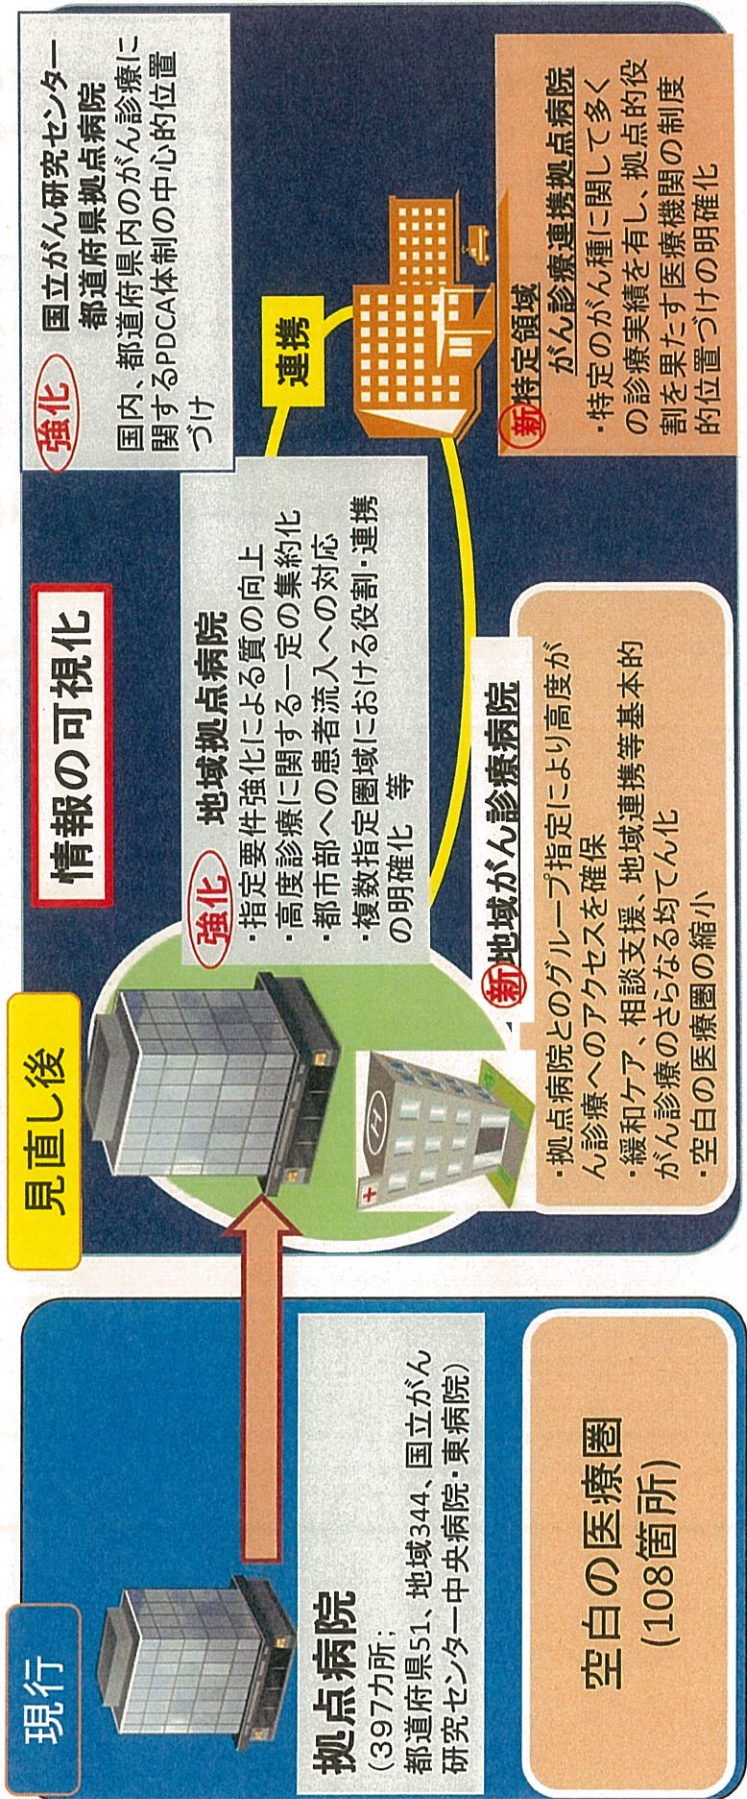 現行
拠点病院
(397カ所;
都道府県51、地域344、国立がん
研究センター中央病院・東病院)
空白の医療圏
(108箇所)
見直し後
情報の可視化
強化 国立がん研究センター
都道府県拠点病院
国内、都道府県内のがん診療に
関するPDCA体制の中心的位置
づけ
強化 地域拠点病院
・指定要件強化による質の向上
・高度診療に関する一定の集約化
・都市部への患者流入への対応
・複数指定圏域における役割・連携
の明確化 等
連携
H
新 地域がん診療病院
・拠点病院とのグループ指定により高度が
ん診療へのアクセスを確保
・緩和ケア、相談支援、地域連携等基本的
がん診療のさらなる均てん化
・空白の医療圏の縮小
新 特定領域
がん診療連携拠点病院
・特定のがん種に関して多く
の診療実績を有し、拠点的役
割を果たす医療機関の制度
的位置づけの明確化